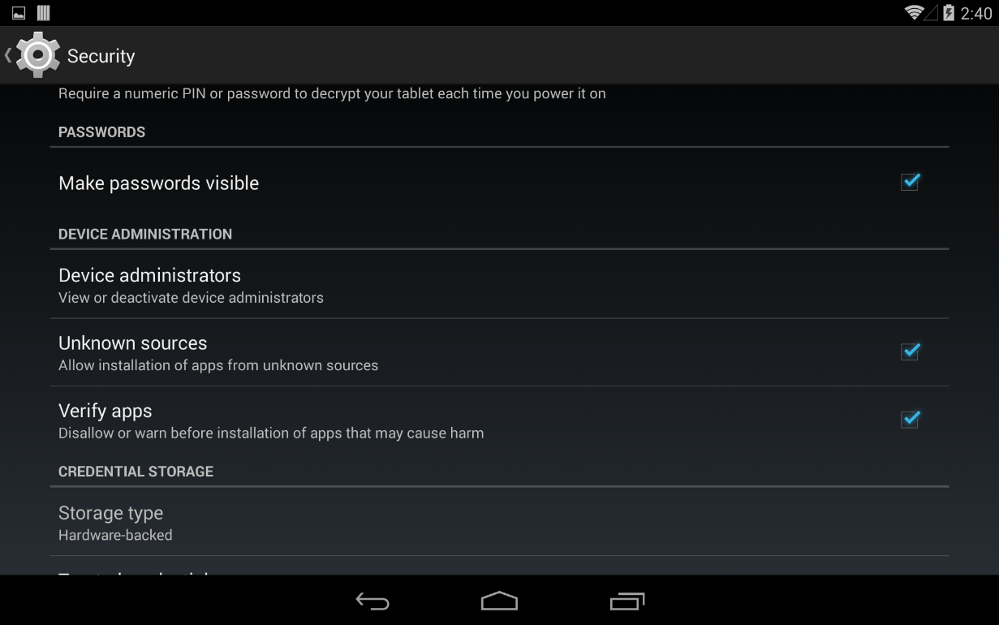 2:40
Security
Require a numeric PIN or password to decrypt your tablet each time you power it on
PASSWORDS
Make passwords visible
DEVICE ADMINISTRATION
Device administrators
View or deactivate device administrators
Unknown sources
Allow installation of apps from unknown sources
Verify apps
Disallow or warn before installation of apps that may cause harm
CREDENTIAL STORAGE
Storage type
Hardware-backed